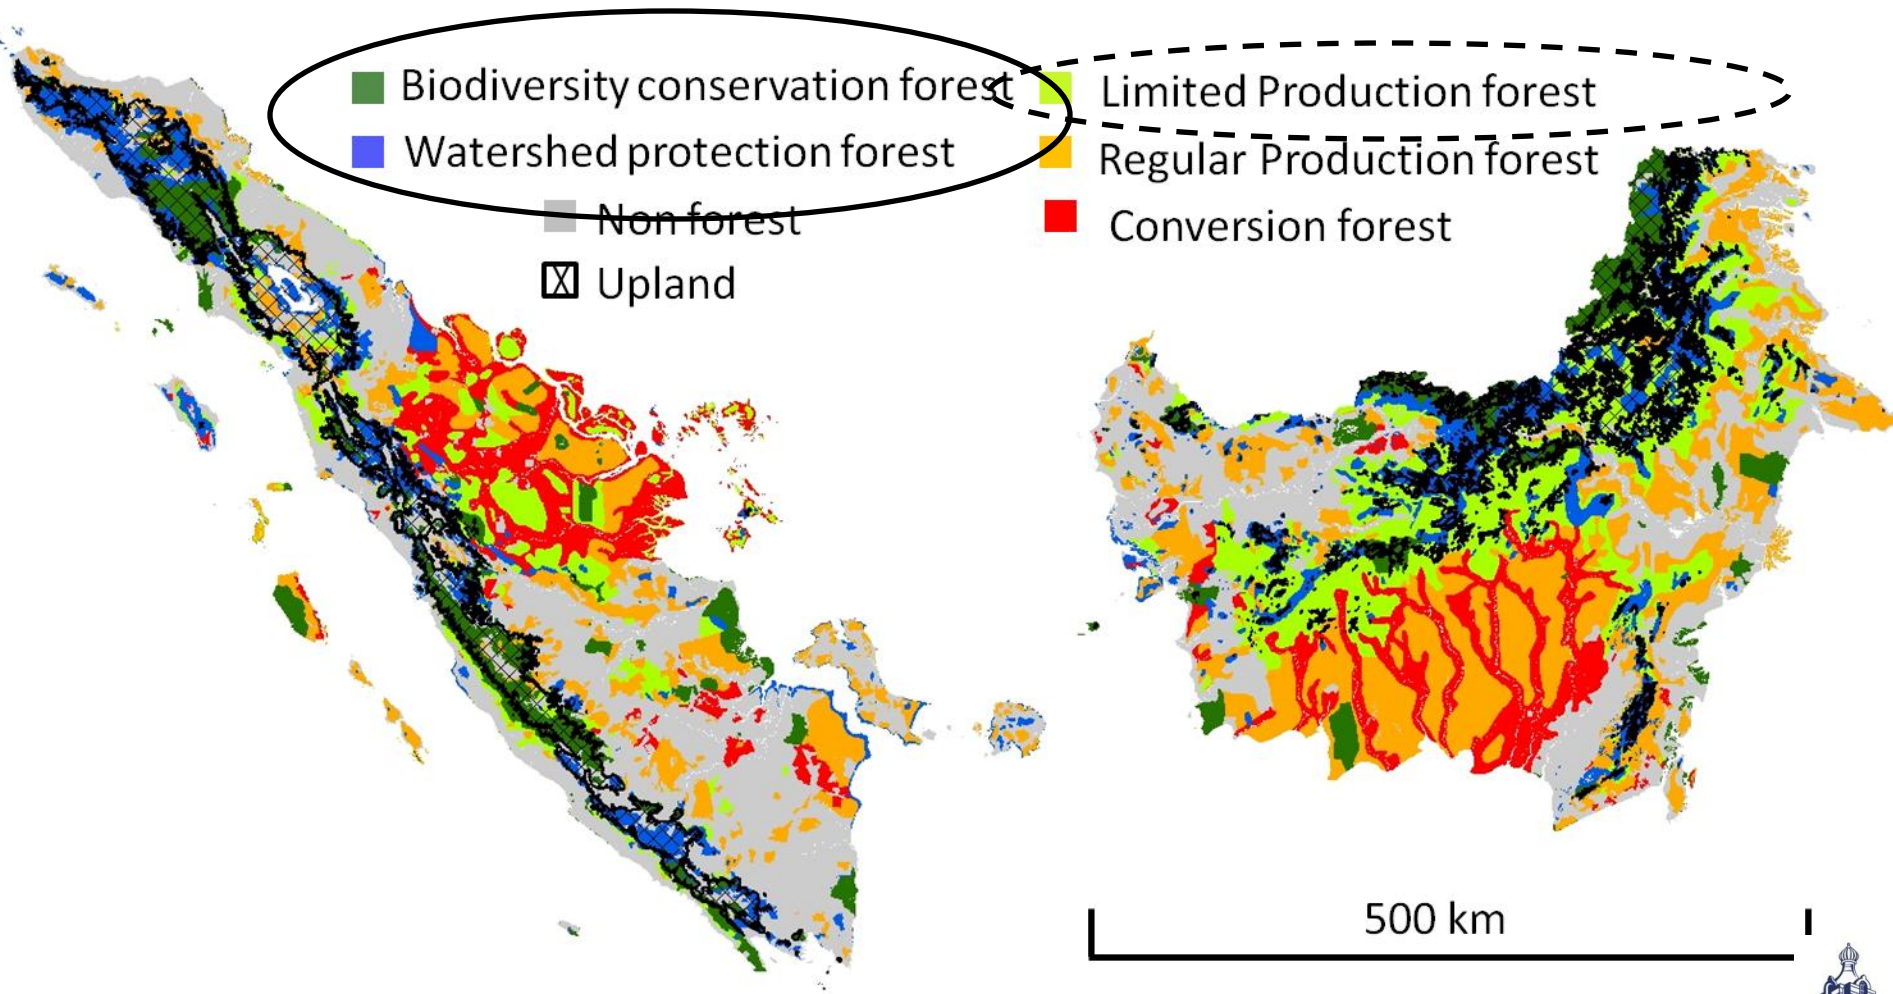 Biodiversity conservation forest
Watershed protection forest
Non forest
Upland
Limited Production forest
Regular Production forest
Conversion forest
500 km